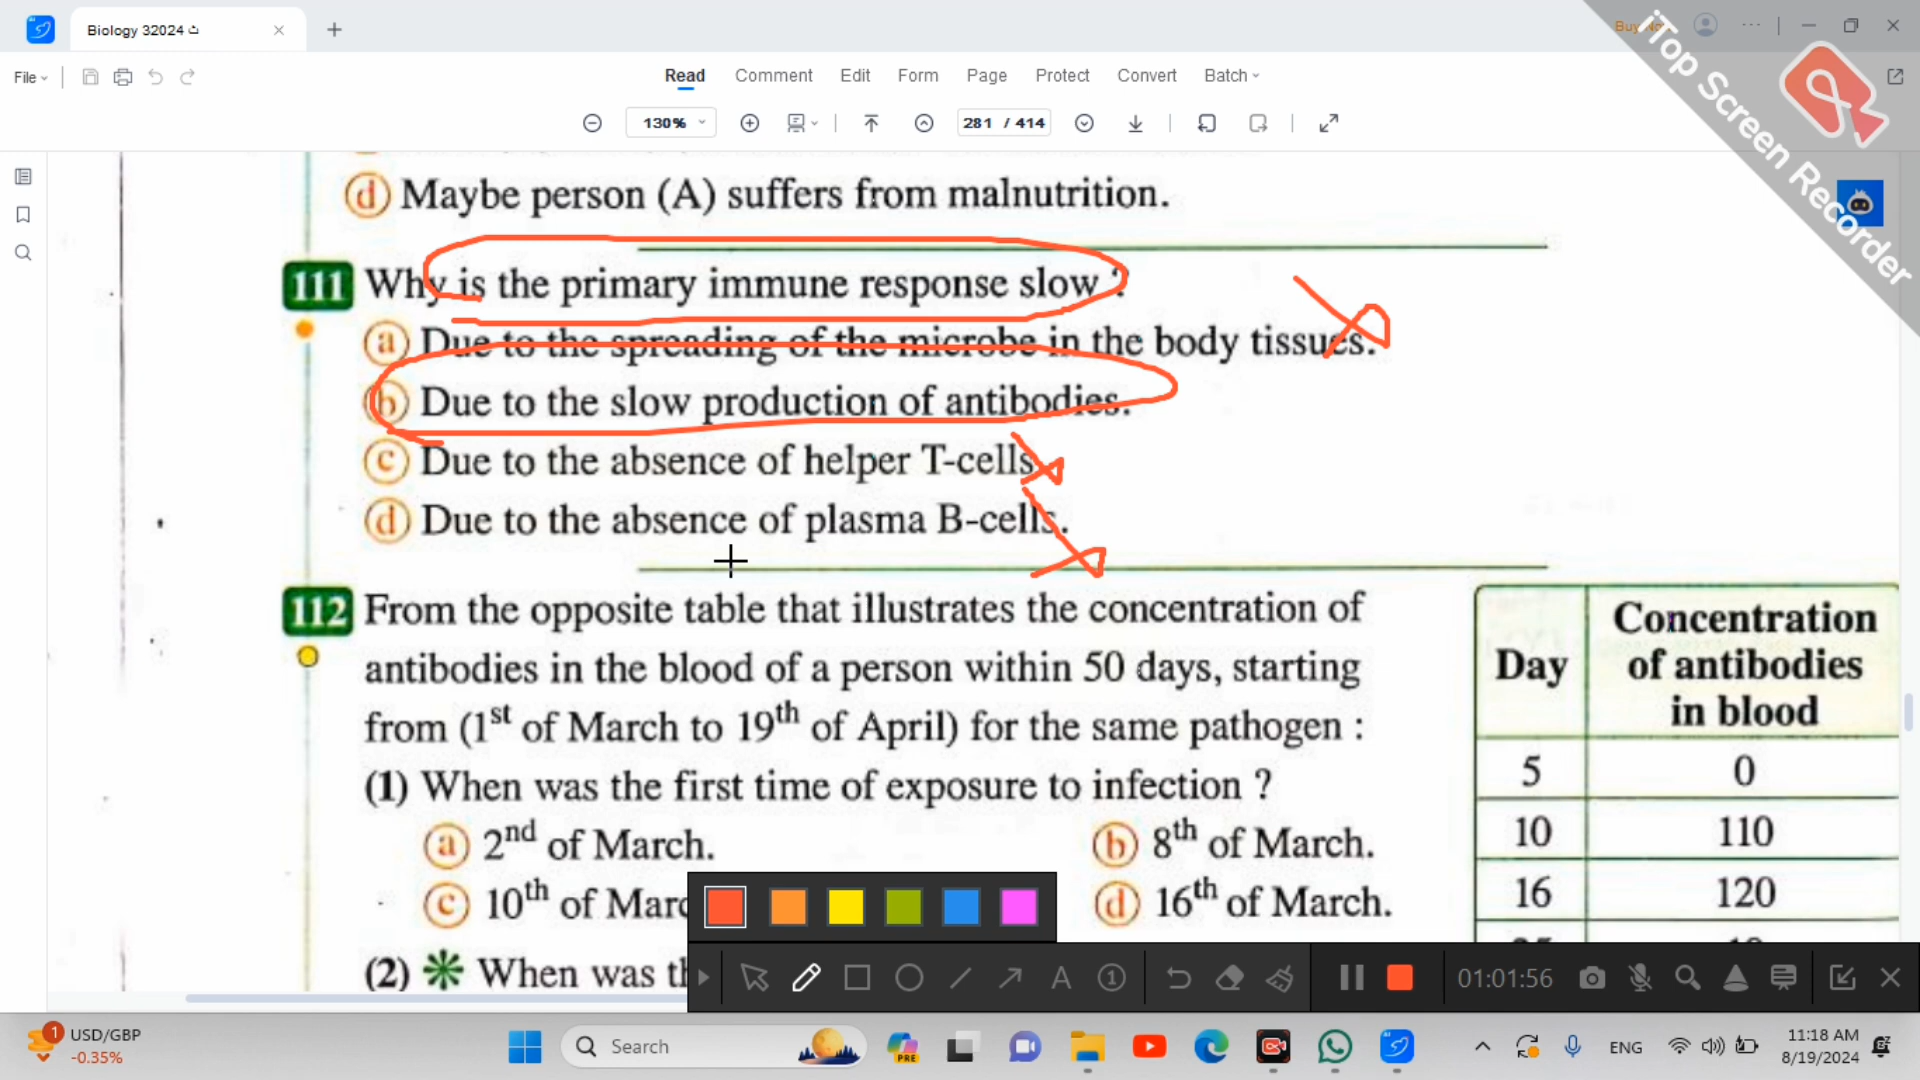 Biology 32024 ٽ
Buy No
File
Read Comment Edit Form Page Protect Convert Batch
130%
281 / 414
iTop Screen Recorder
d Maybe person (A) suffers from malnutrition.
111 Why is the primary immune response slow ?
a Due to the spreading of the microbe in the body tissues.
b Due to the slow production of antibodies.
c Due to the absence of helper T-cells
d Due to the absence of plasma B-cells.
112 From the opposite table that illustrates the concentration of
antibodies in the blood of a person within 50 days, starting
from (1st of March to 19th of April) for the same pathogen :
(1) When was the first time of exposure to infection ?
a 2nd of March.
b 8th of March.
c 10th of Marc
d 16th of March.
(2) When was th
Day
Concentration
of antibodies
in blood
5 0
10 110
16 120
01:01:56
1
USD/GBP
-0.35%
Search
PRE
ENG
11:18 AM
8/19/2024